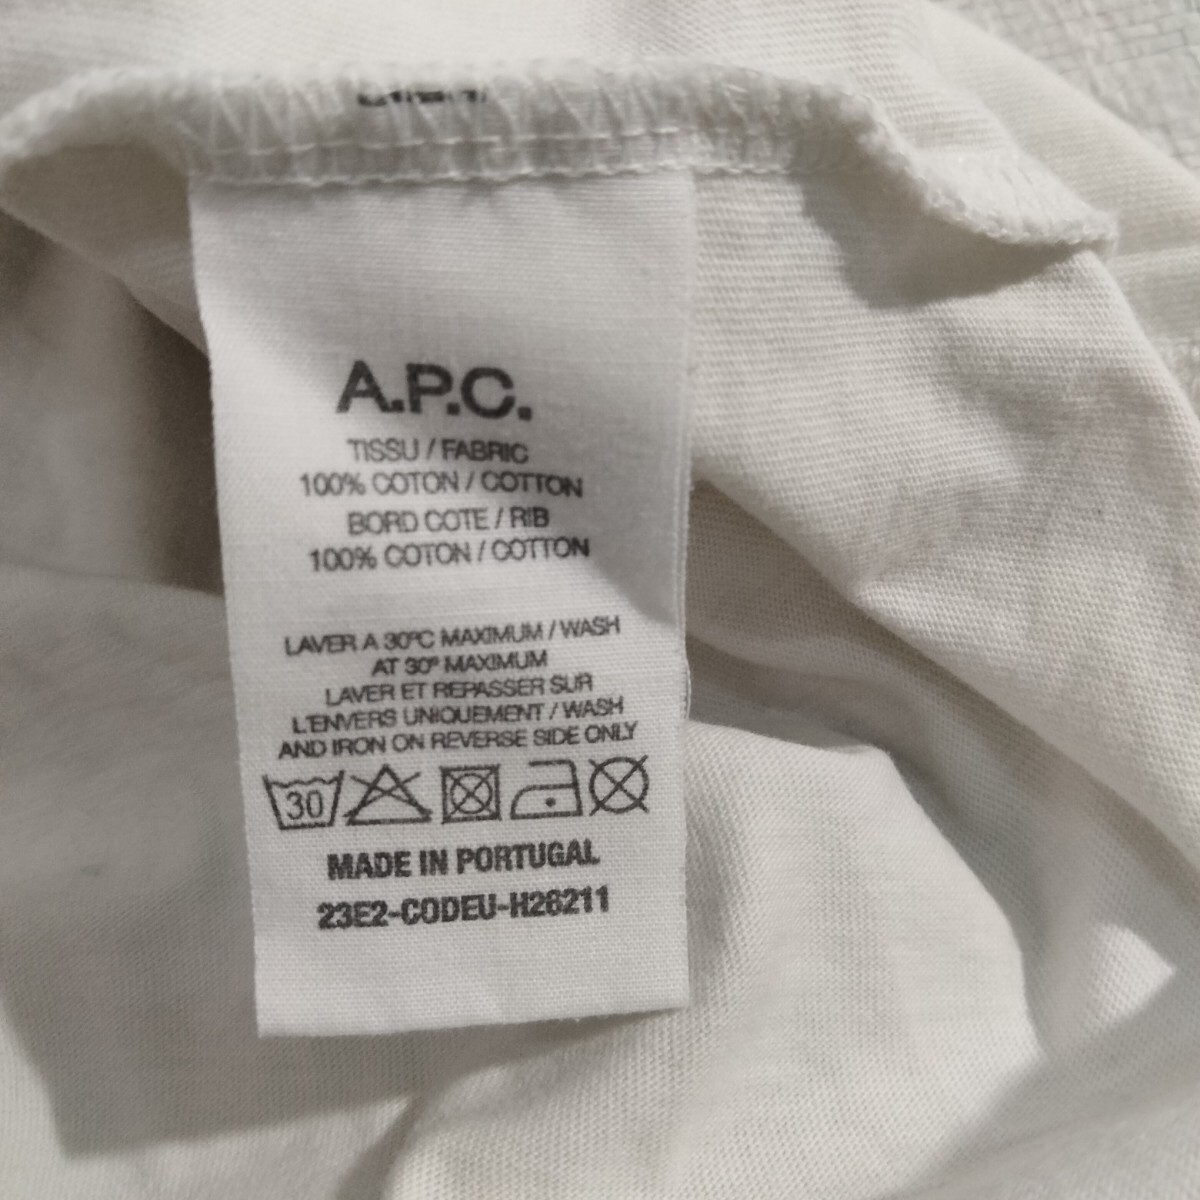 A.P.C.
TISSU / FABRIC
100% COTON / COTTON
BORD COTE / RIB
100% COTON / COTTON
LAVER A 30°C MAXIMUM / WASH
AT 30° MAXIMUM
LAVER ET REPASSER SUR
L'ENVERS UNIQUEMENT / WASH
AND IRON ON REVERSE SIDE ONLY
30
MADE IN PORTUGAL
23E2-CODEU-H26211